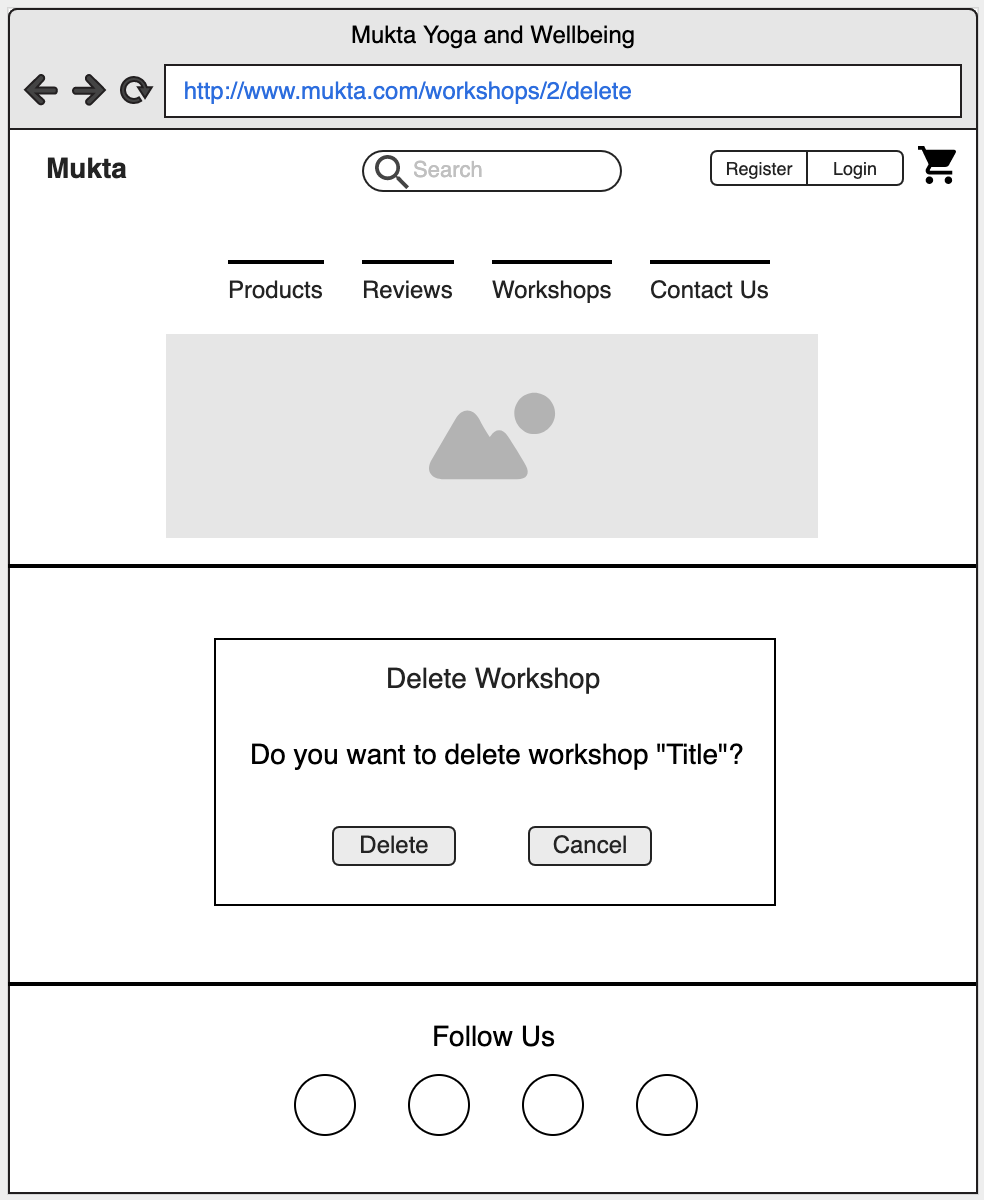 Mukta Yoga and Wellbeing
http://www.mukta.com/workshops/2/delete
Mukta
Search
Register
Login
Products
Reviews
Workshops
Contact Us
Delete Workshop
Do you want to delete workshop "Title"?
Delete
Cancel
Follow Us